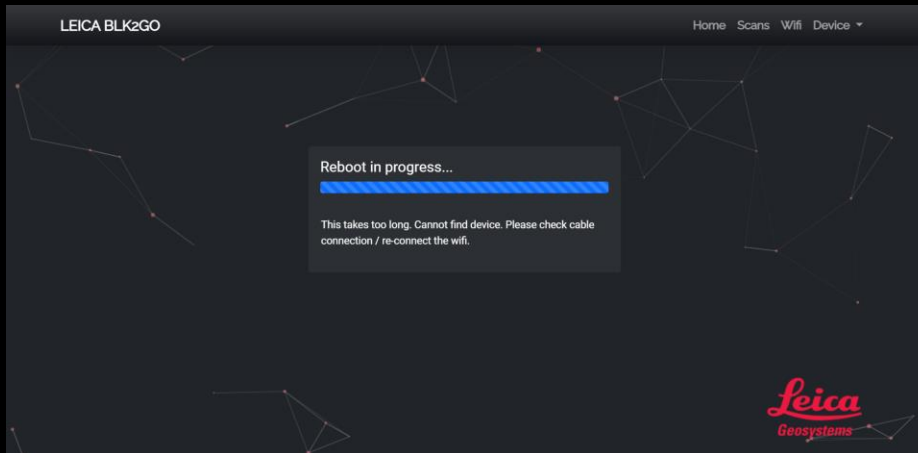 LEICA BLK2GO
Home Scans Wifi Device
Reboot in progress...
This takes too long. Cannot find device. Please check cable
connection / re-connect the wifi.
Leica
Geosystems